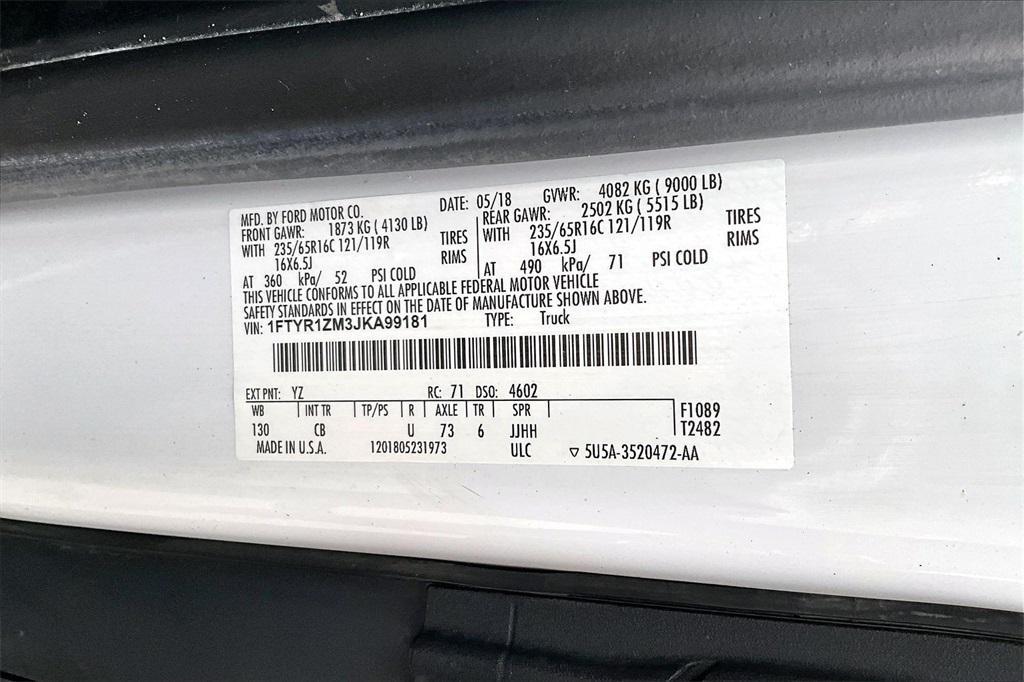 MFD. BY FORD MOTOR CO. DATE: 05/18 GVWR: 4082 KG ( 9000 LB)
FRONT GAWR: 1873 KG ( 4130 LB) REAR GAWR: 2502 KG ( 5515 LB)
WITH 235/65R16C 121/119R TIRES WITH 235/65R16C 121/119R TIRES
16X6.5J RIMS 16X6.5J RIMS
AT 360 kPa/ 52 PSI COLD AT 490 kPa/ 71 PSI COLD
THIS VEHICLE CONFORMS TO ALL APPLICABLE FEDERAL MOTOR VEHICLE
SAFETY STANDARDS IN EFFECT ON THE DATE OF MANUFACTURE SHOWN ABOVE.
VIN: 1FTYR1ZM3JKA99181 TYPE: Truck
EXT PNT: YZ RC: 71 DSO: 4602
WB INT TR TP/PS R AXLE TR SPR F1089
130 CB U 73 6 JJHH T2482
MADE IN U.S.A. 1201805231973 ULC ▽ 5U5A-3520472-AA